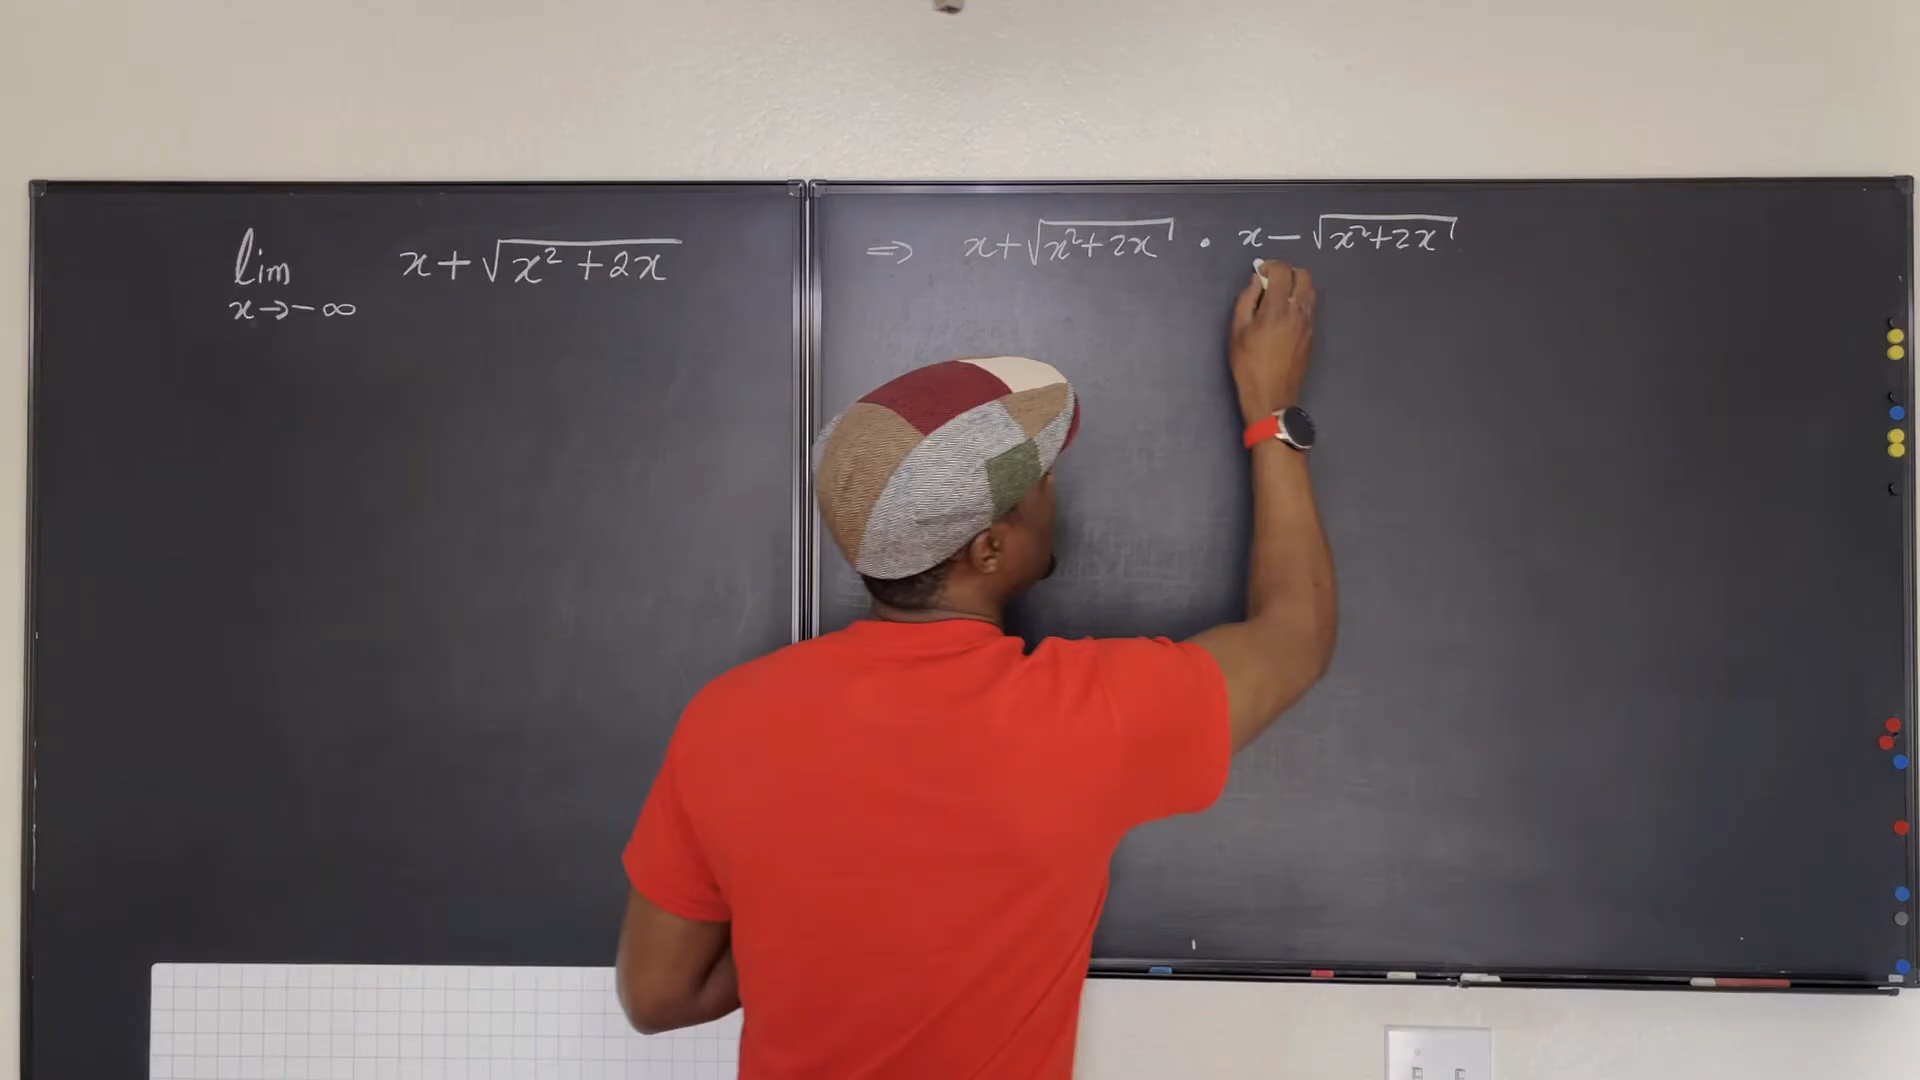 lim x + √(x² + 2x)
x → -∞
⇒ x + √(x² + 2x) · x - √(x² + 2x)